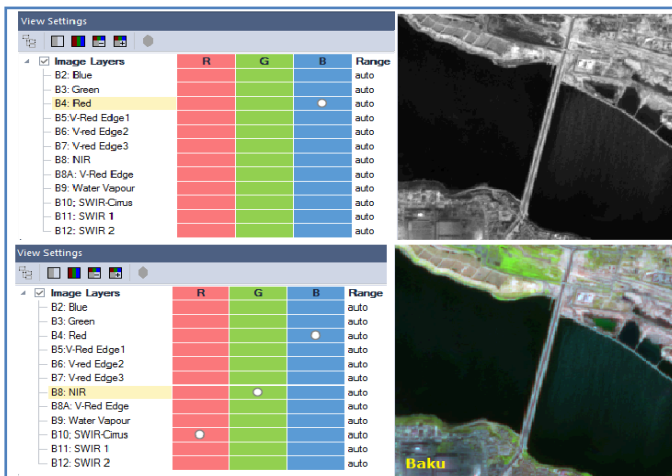 View Settings
Image Layers R G B Range
B2: Blue auto
B3: Green auto
B4: Red auto
B5:V-Red Edge1 auto
B6: V-red Edge2 auto
B7: V-red Edge3 auto
B8: NIR auto
B8A: V-Red Edge auto
B9: Water Vapour auto
B10; SWIR-Cirrus auto
B11: SWIR 1 auto
B12: SWIR 2 auto
View Settings
Image Layers R G B Range
B2: Blue auto
B3: Green auto
B4: Red auto
B5:V-Red Edge1 auto
B6: V-red Edge2 auto
B7: V-red Edge3 auto
B8: NIR auto
B8A: V-Red Edge auto
B9: Water Vapour auto
B10; SWIR-Cirrus auto
B11: SWIR 1 auto
B12: SWIR 2 auto
Baku